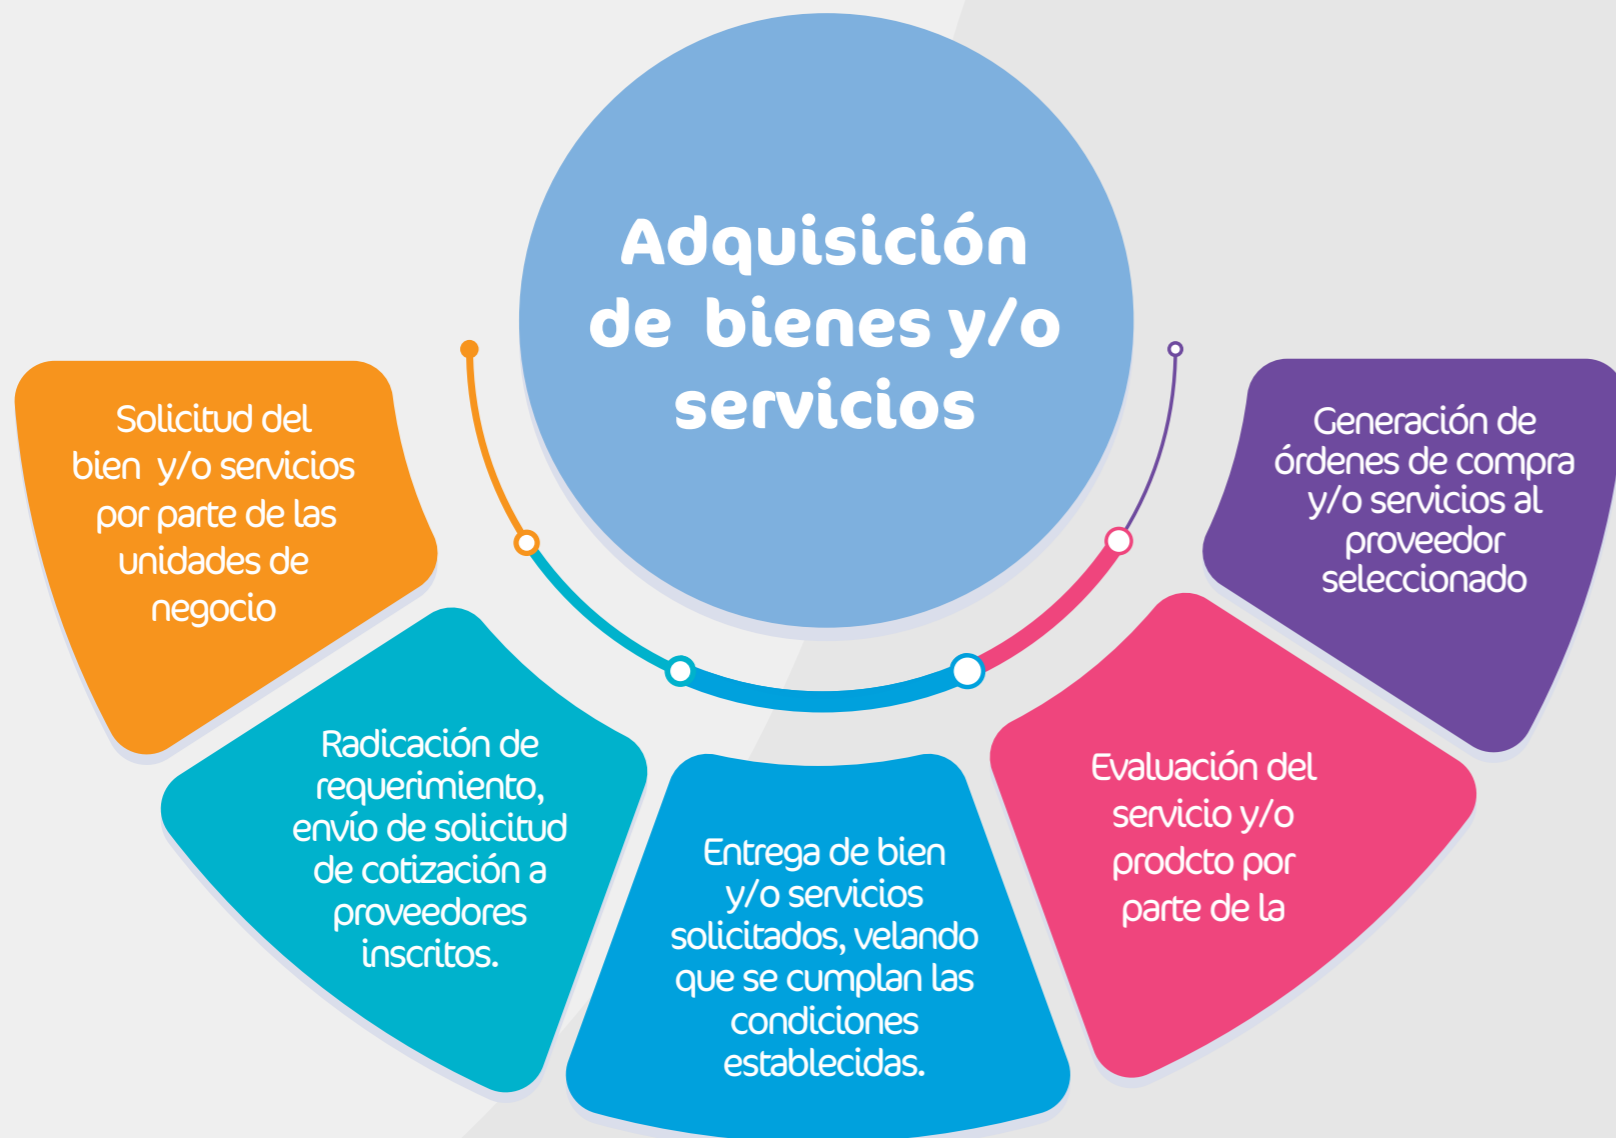 Adquisición
de bienes y/o
servicios
Solicitud del
bien y/o servicios
por parte de las
unidades de
negocio
Radicación de
requerimiento,
envío de solicitud
de cotización a
proveedores
inscritos.
Entrega de bien
y/o servicios
solicitados, velando
que se cumplan las
condiciones
establecidas.
Evaluación del
servicio y/o
prodcto por
parte de la
Generación de
órdenes de compra
y/o servicios al
proveedor
seleccionado